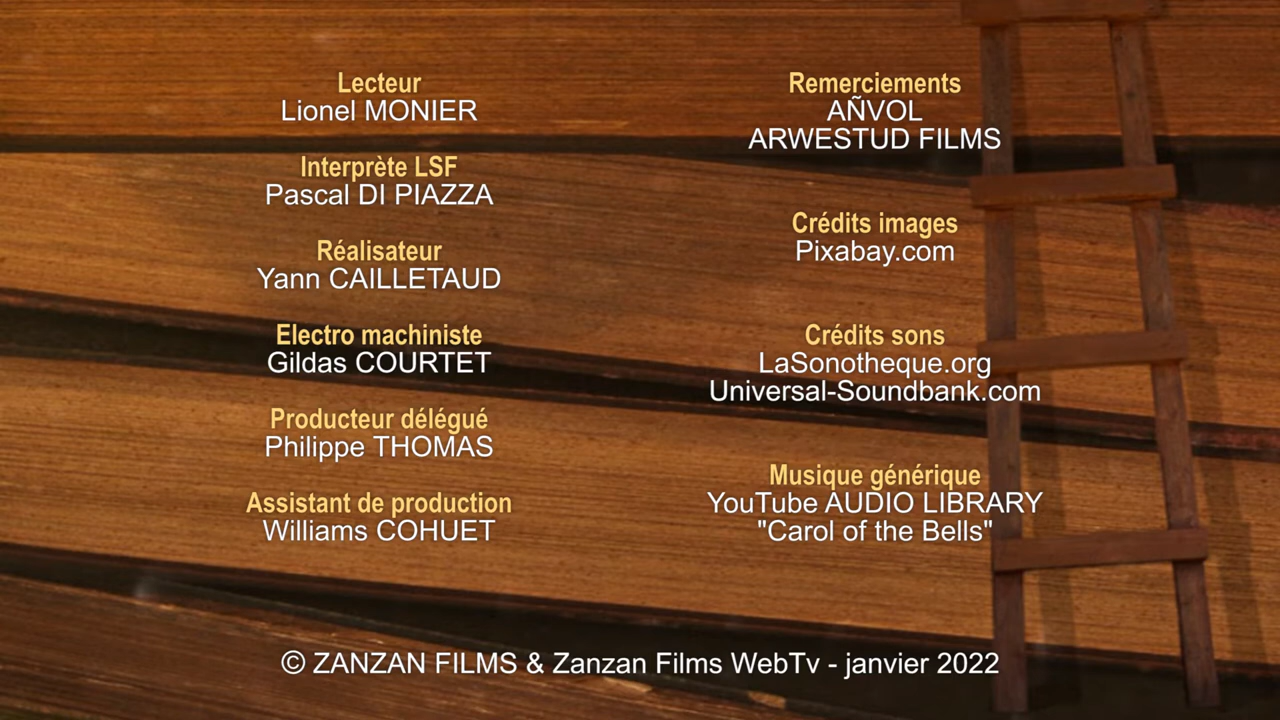 Lecteur
Lionel MONIER
Interprète LSF
Pascal DI PIAZZA
Réalisateur
Yann CAILLETAUD
Electro machiniste
Gildas COURTET
Producteur délégué
Philippe THOMAS
Assistant de production
Williams COHUET
Remerciements
AÑVOL
ARWESTUD FILMS
Crédits images
Pixabay.com
Crédits sons
LaSonotheque.org
Universal-Soundbank.com
Musique générique
YouTube AUDIO LIBRARY
"Carol of the Bells"
© ZANZAN FILMS & Zanzan Films WebTv - janvier 2022